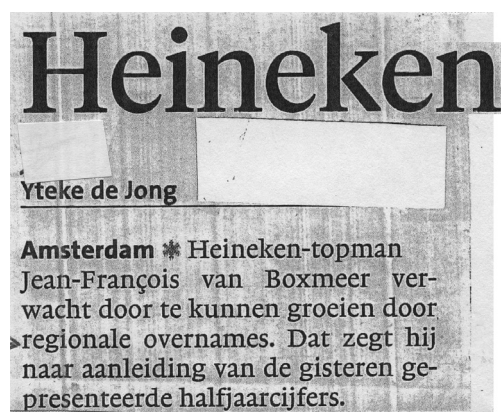 Heineken
Yteke de Jong
Amsterdam ✱ Heineken-topman
Jean-François van Boxmeer ver-
wacht door te kunnen groeien door
regionale overnames. Dat zegt hij
naar aanleiding van de gisteren ge-
presenteerde halfjaarcijfers.